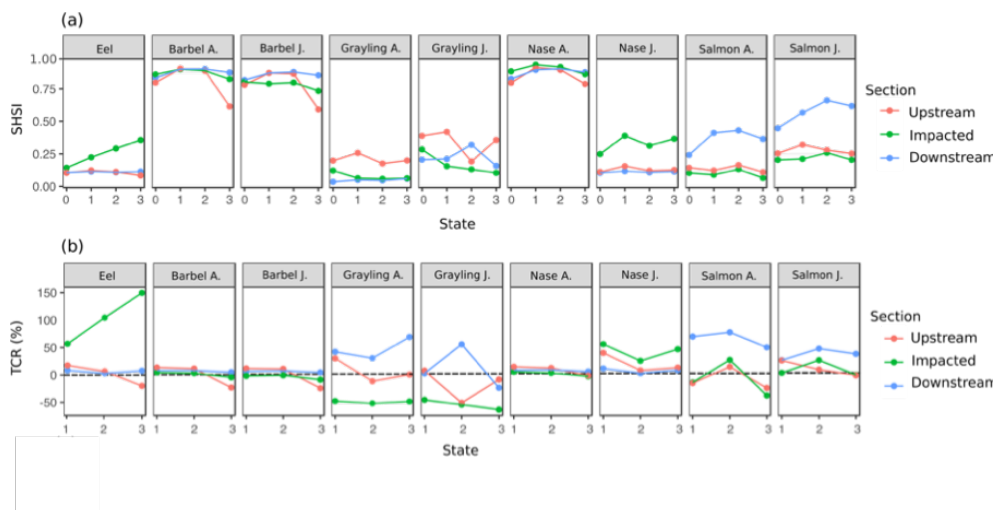 (a)
Eel Barbel A. Barbel J. Grayling A. Grayling J. Nase A. Nase J. Salmon A. Salmon J.
1.00
0.75
0.50
0.25
0.00
SHSI
0 1 2 3 0 1 2 3 0 1 2 3 0 1 2 3 0 1 2 3 0 1 2 3 0 1 2 3 0 1 2 3 0 1 2 3
State
Section
Upstream
Impacted
Downstream
(b)
Eel Barbel A. Barbel J. Grayling A. Grayling J. Nase A. Nase J. Salmon A. Salmon J.
150
100
50
0
-50
TCR (%)
1 2 3 1 2 3 1 2 3 1 2 3 1 2 3 1 2 3 1 2 3 1 2 3 1 2 3
State
Section
Upstream
Impacted
Downstream